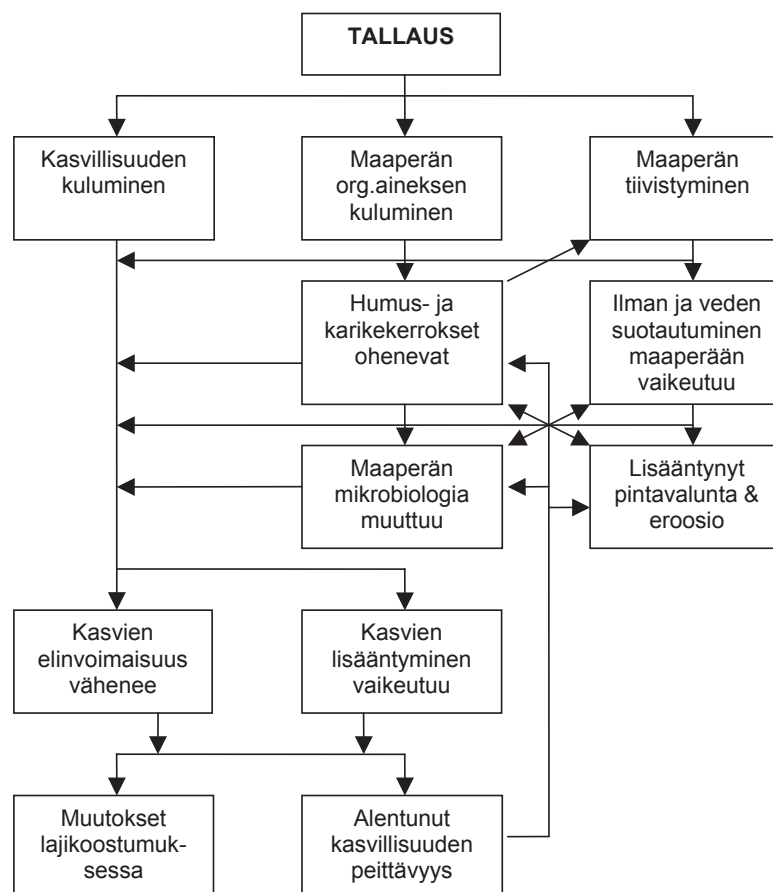 TALLAUS
Kasvillisuuden
kuluminen
Maaperän
org.aineksen
kuluminen
Maaperän
tiivistyminen
Humus- ja
karikekerrokset
ohenevat
Ilman ja veden
suotautuminen
maaperään
vaikeutuu
Maaperän
mikrobiologia
muuttuu
Lisääntynyt
pintavalunta &
eroosio
Kasvien
elinvoimaisuus
vähenee
Kasvien
lisääntyminen
vaikeutuu
Muutokset
lajikoostumuk-
sessa
Alentunut
kasvillisuuden
peittävyys